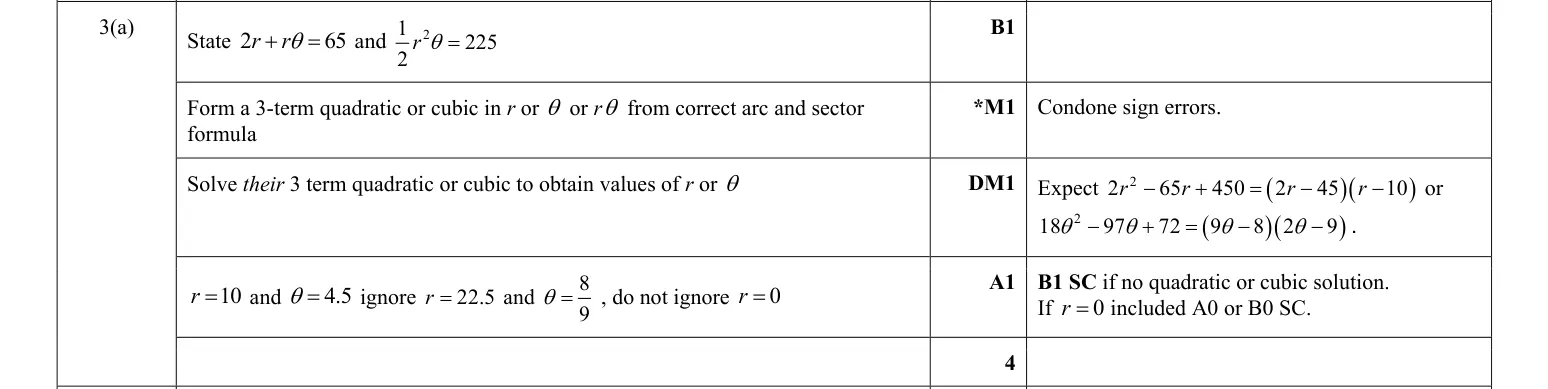 3(a)
State 2r + rθ = 65 and 1/2 r²θ = 225
B1
Form a 3-term quadratic or cubic in r or θ or rθ from correct arc and sector
formula
*M1
Condone sign errors.
Solve their 3 term quadratic or cubic to obtain values of r or θ
DM1
Expect 2r² − 65r + 450 = (2r − 45)(r − 10) or
18θ² − 97θ + 72 = (9θ − 8)(2θ − 9).
r = 10 and θ = 4.5 ignore r = 22.5 and θ = 8/9 , do not ignore r = 0
A1
B1 SC if no quadratic or cubic solution.
If r = 0 included A0 or B0 SC.
4